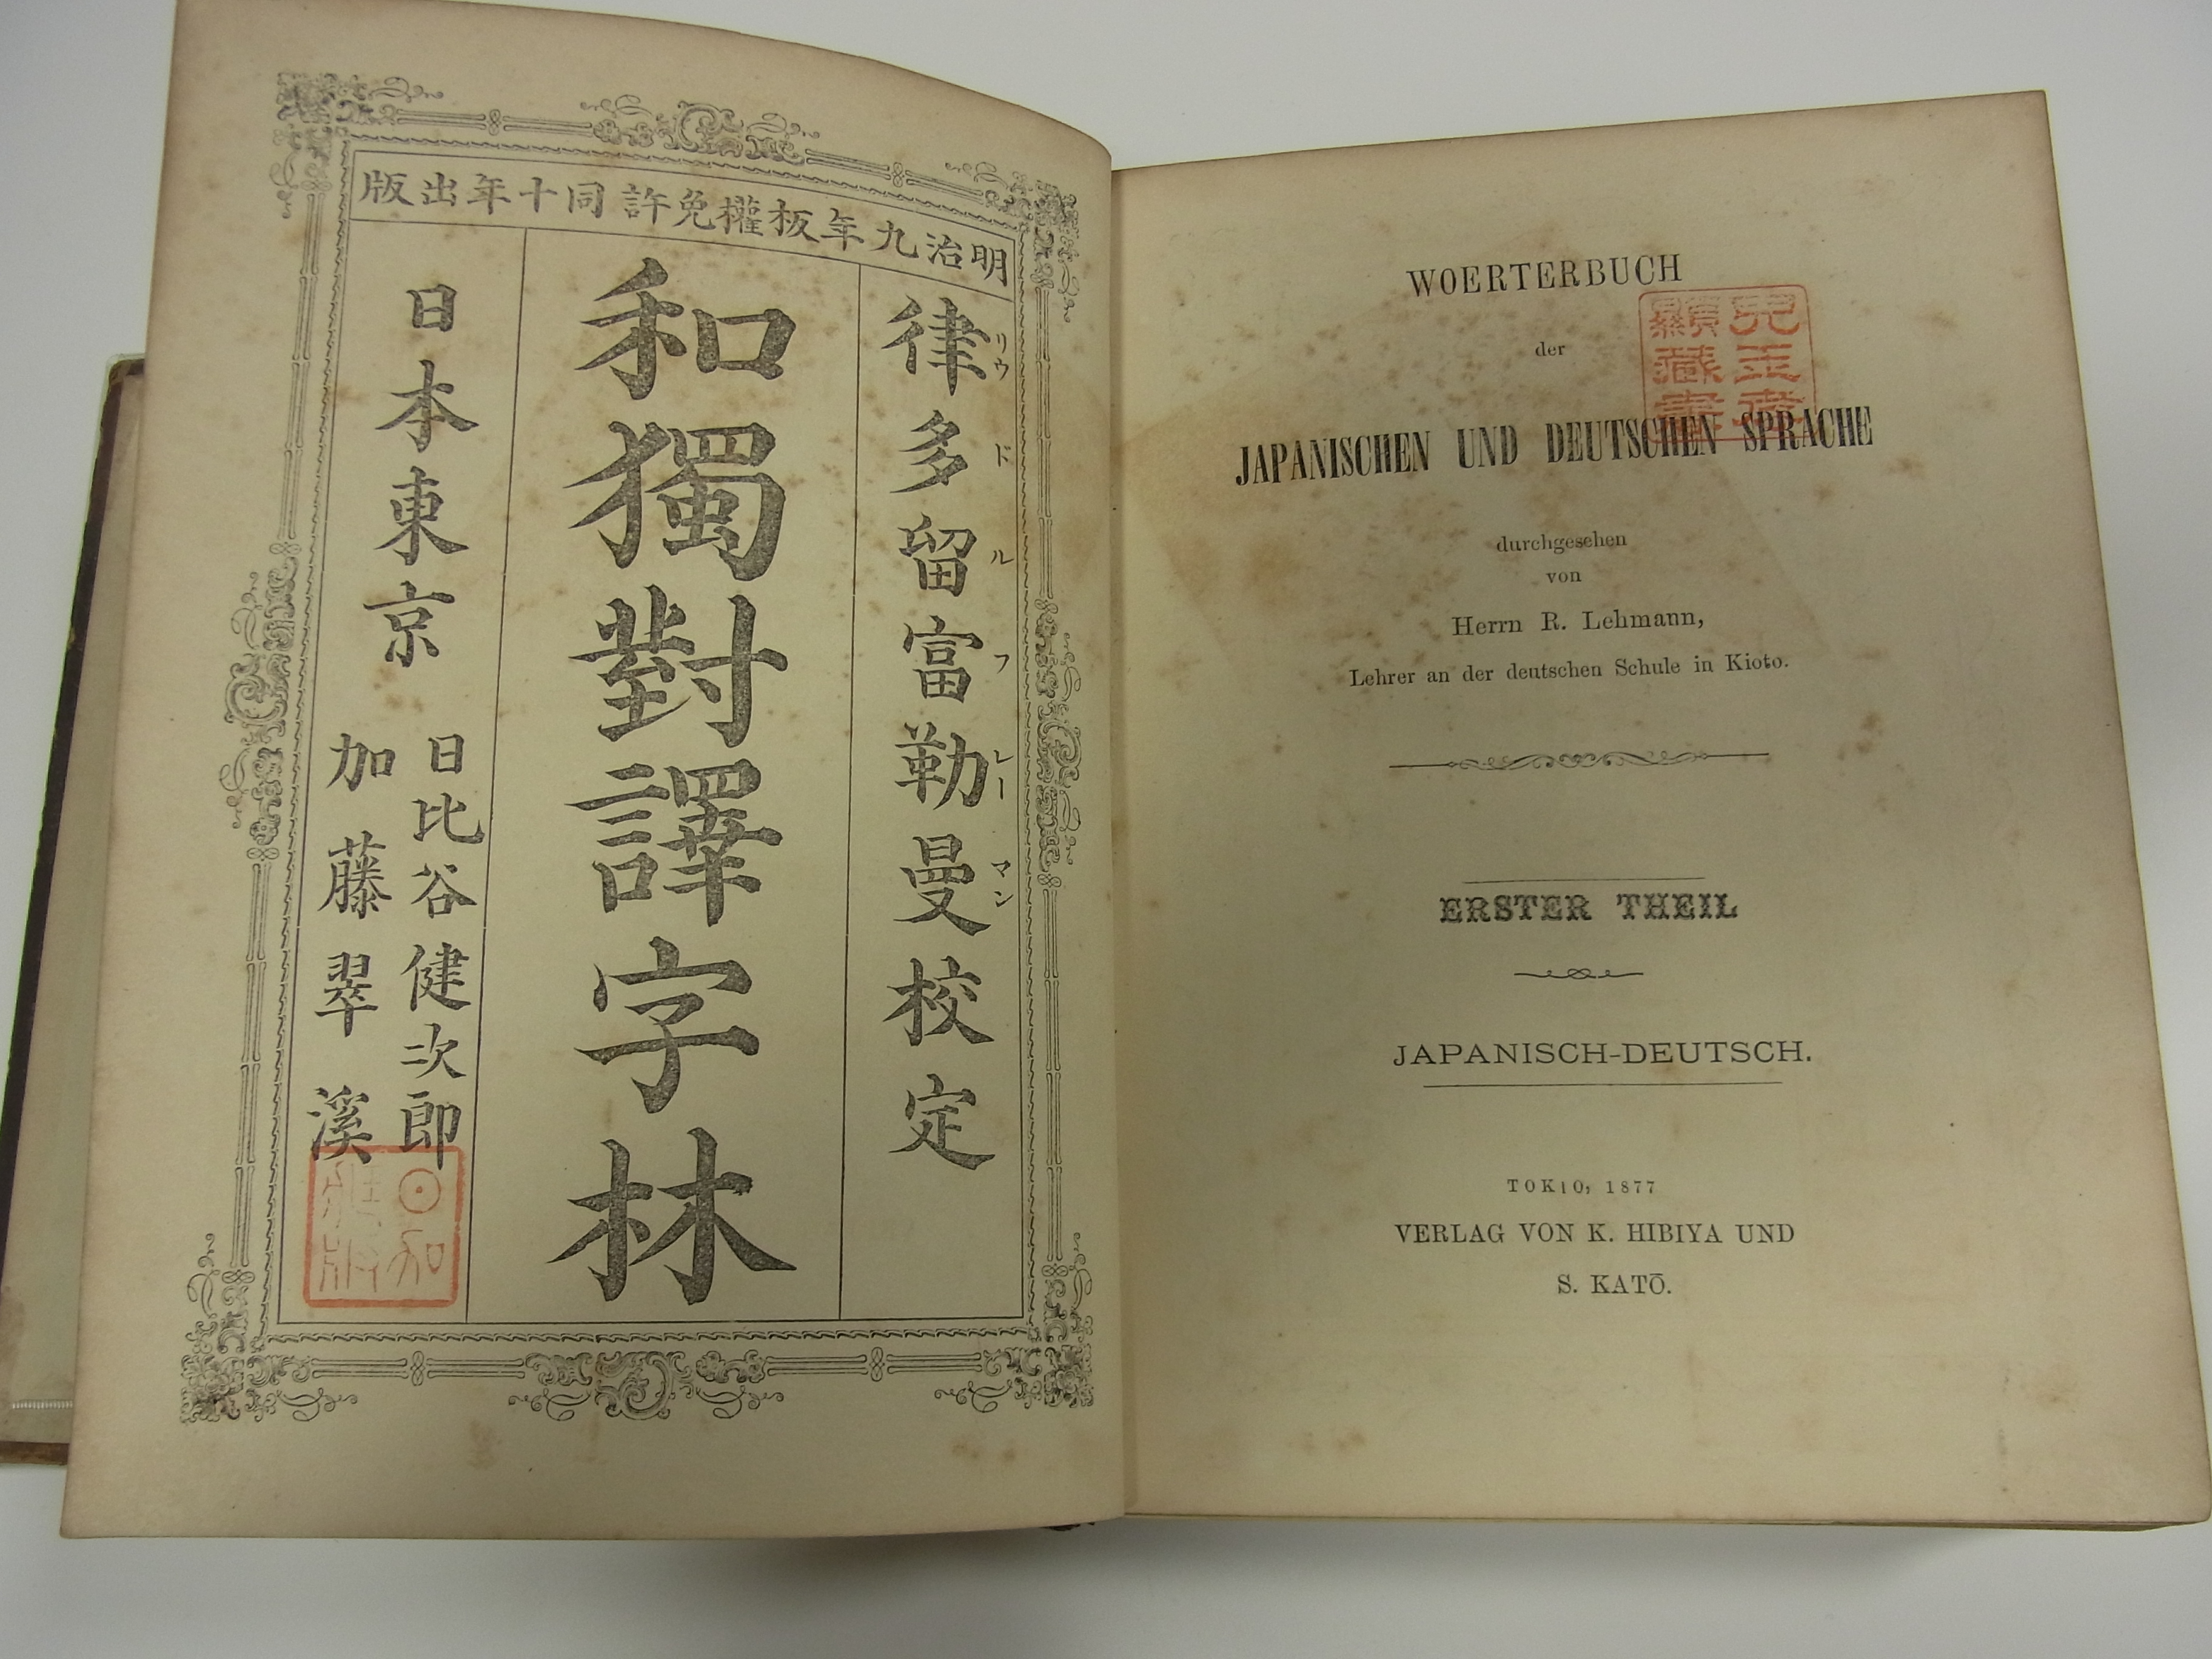 明治九年板權免許 同十年出版
律多留富勒曼校定
リウドルフレーマン
和獨對譯字林
日本東京
日比谷健次郎
加藤翠溪
WOERTERBUCH
der
JAPANISCHEN UND DEUTSCHEN SPRACHE
durchgesehen
von
Herrn R. Lehmann,
Lehrer an der deutschen Schule in Kioto.
ERSTER THEIL
JAPANISCH-DEUTSCH.
TOKIO, 1877
VERLAG VON K. HIBIYA UND
S. KATŌ.